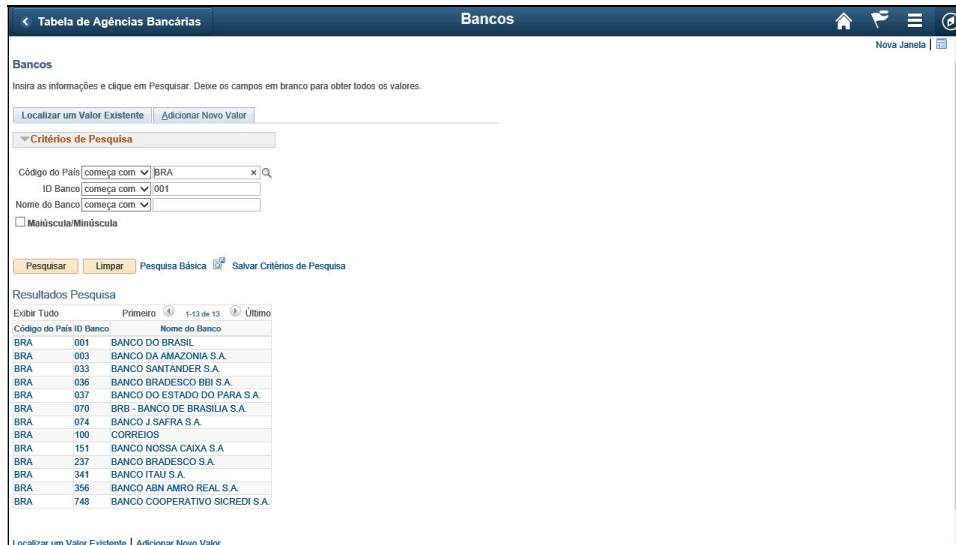 Tabela de Agências Bancárias
Bancos
Nova Janela
Bancos
Insira as informações e clique em Pesquisar. Deixe os campos em branco para obter todos os valores.
Localizar um Valor Existente
Adicionar Novo Valor
Critérios de Pesquisa
Código do País começa com BRA
ID Banco começa com 001
Nome do Banco começa com
Maiúscula/Minúscula
Pesquisar Limpar Pesquisa Básica Salvar Critérios de Pesquisa
Resultados Pesquisa
Exibir Tudo Primeiro 1-13 de 13 Último
Código do País ID Banco Nome do Banco
BRA 001 BANCO DO BRASIL
BRA 003 BANCO DA AMAZONIA S.A.
BRA 033 BANCO SANTANDER S.A.
BRA 036 BANCO BRADESCO BBI S.A.
BRA 037 BANCO DO ESTADO DO PARA S.A.
BRA 070 BRB - BANCO DE BRASILIA S.A.
BRA 074 BANCO J.SAFRA S.A.
BRA 100 CORREIOS
BRA 151 BANCO NOSSA CAIXA S.A
BRA 237 BANCO BRADESCO S.A.
BRA 341 BANCO ITAU S.A.
BRA 356 BANCO ABN AMRO REAL S.A.
BRA 748 BANCO COOPERATIVO SICREDI S.A.
Localizar um Valor Existente | Adicionar Novo Valor